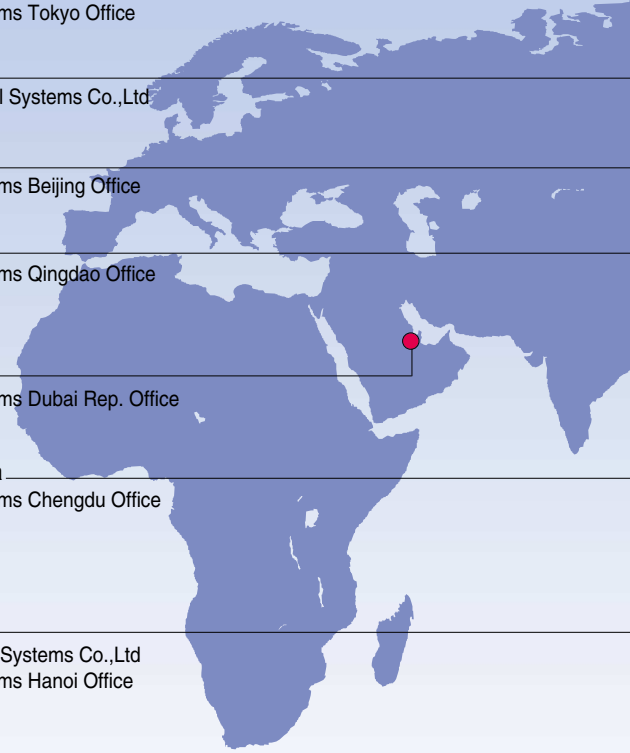 ms Tokyo Office
l Systems Co.,Ltd
ms Beijing Office
ms Qingdao Office
ms Dubai Rep. Office
a
ms Chengdu Office
Systems Co.,Ltd
ms Hanoi Office